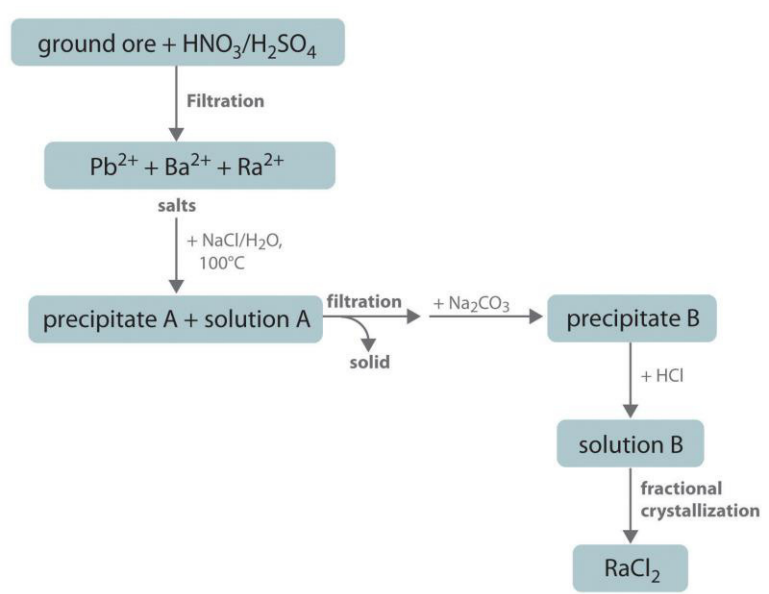 ground ore + HNO₃/H₂SO₄
Filtration
Pb²⁺ + Ba²⁺ + Ra²⁺
salts
+ NaCl/H₂O,
100°C
precipitate A + solution A
filtration
solid
+ Na₂CO₃
precipitate B
+ HCl
solution B
fractional
crystallization
RaCl₂